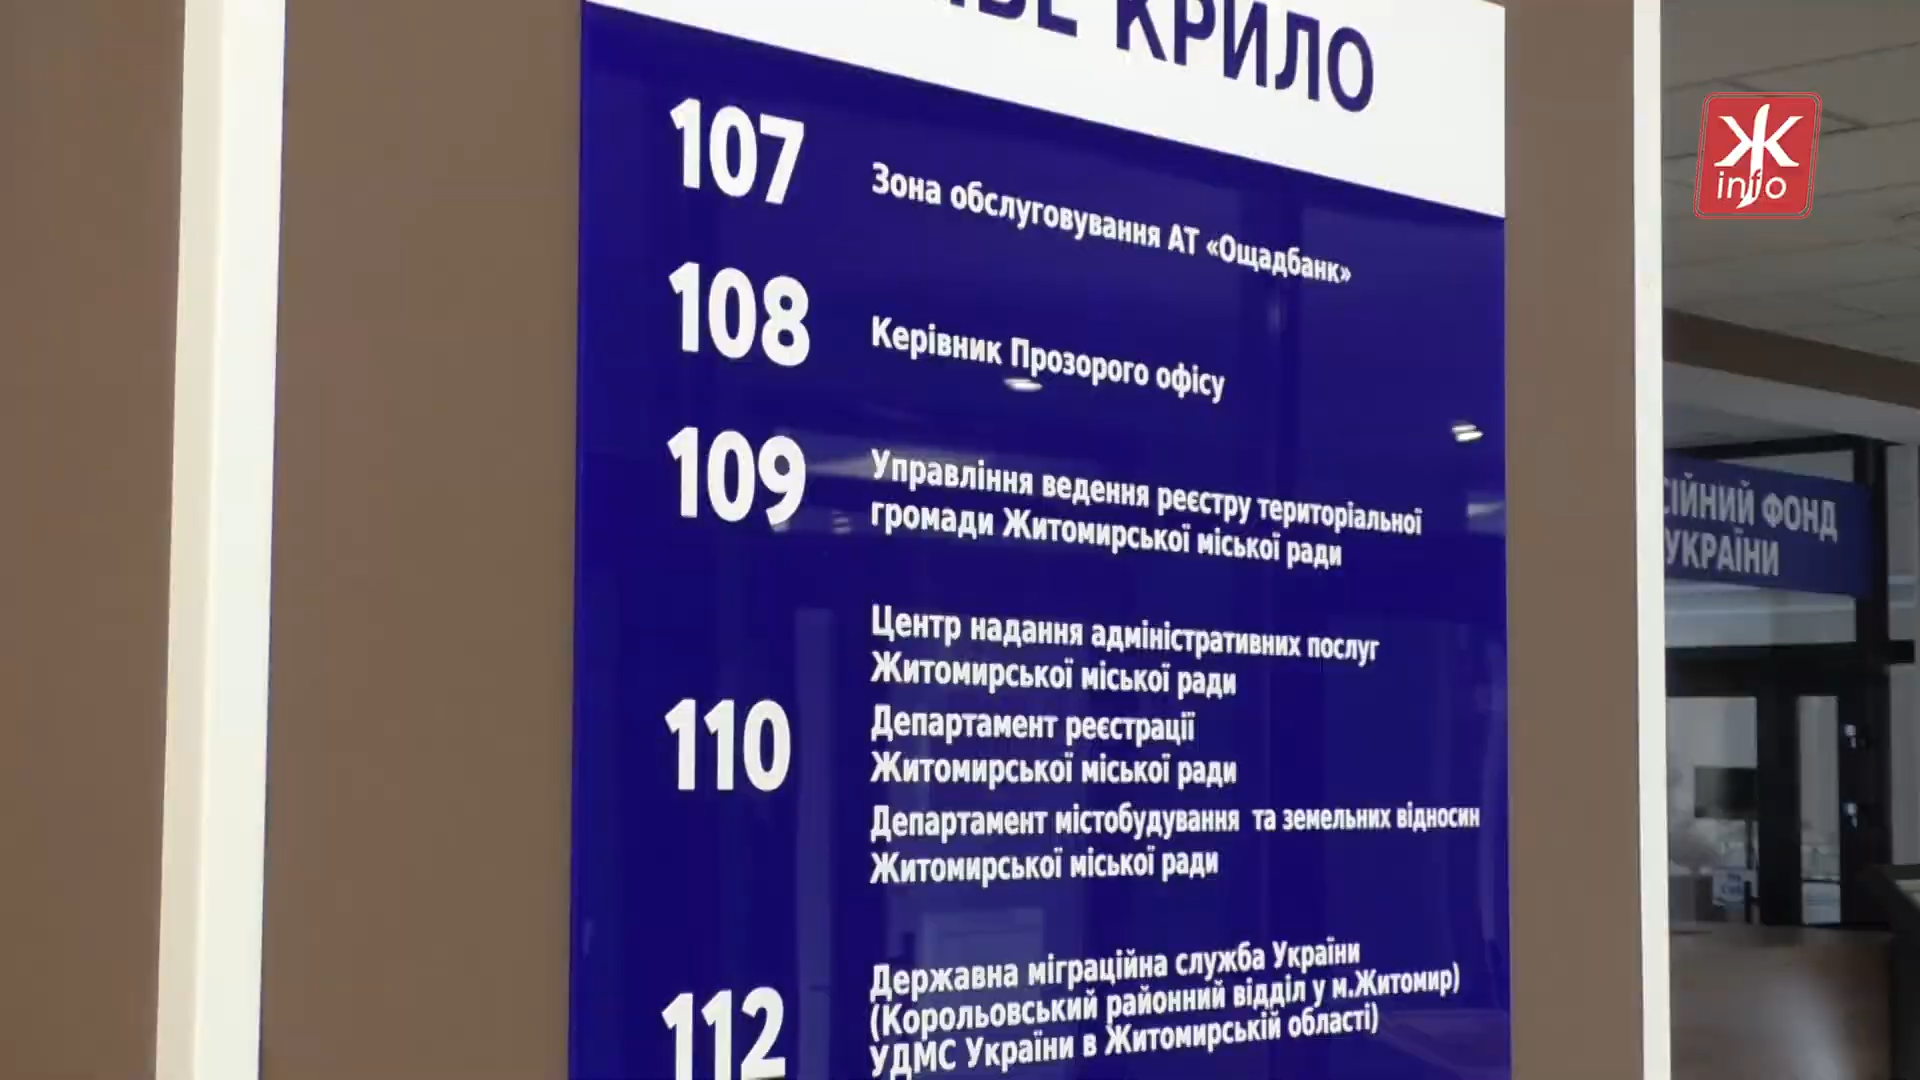 КРИЛО
107
Зона обслуговування АТ «Ощадбанк»
108
Керівник Прозорого офісу
109
Управління ведення реєстру територіальної
громади Житомирської міської ради
110
Центр надання адміністративних послуг
Житомирської міської ради
Департамент реєстрації
Житомирської міської ради
Департамент містобудування та земельних відносин
Житомирської міської ради
112
Державна міграційна служба України
(Корольовський районний відділ у м.Житомир)
УДМС України в Житомирській області)
Ж
info
СІЙНИЙ ФОНД
УКРАЇНИ